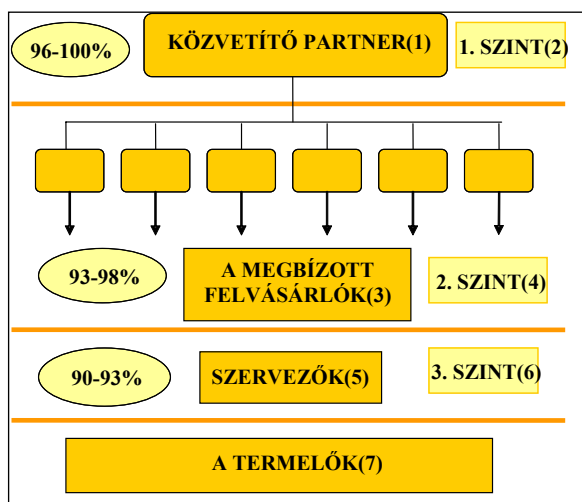 96-100%
KÖZVETÍTŐ PARTNER(1)
1. SZINT(2)
93-98%
A MEGBÍZOTT
FELVÁSÁRLÓK(3)
2. SZINT(4)
90-93%
SZERVEZŐK(5)
3. SZINT(6)
A TERMELŐK(7)